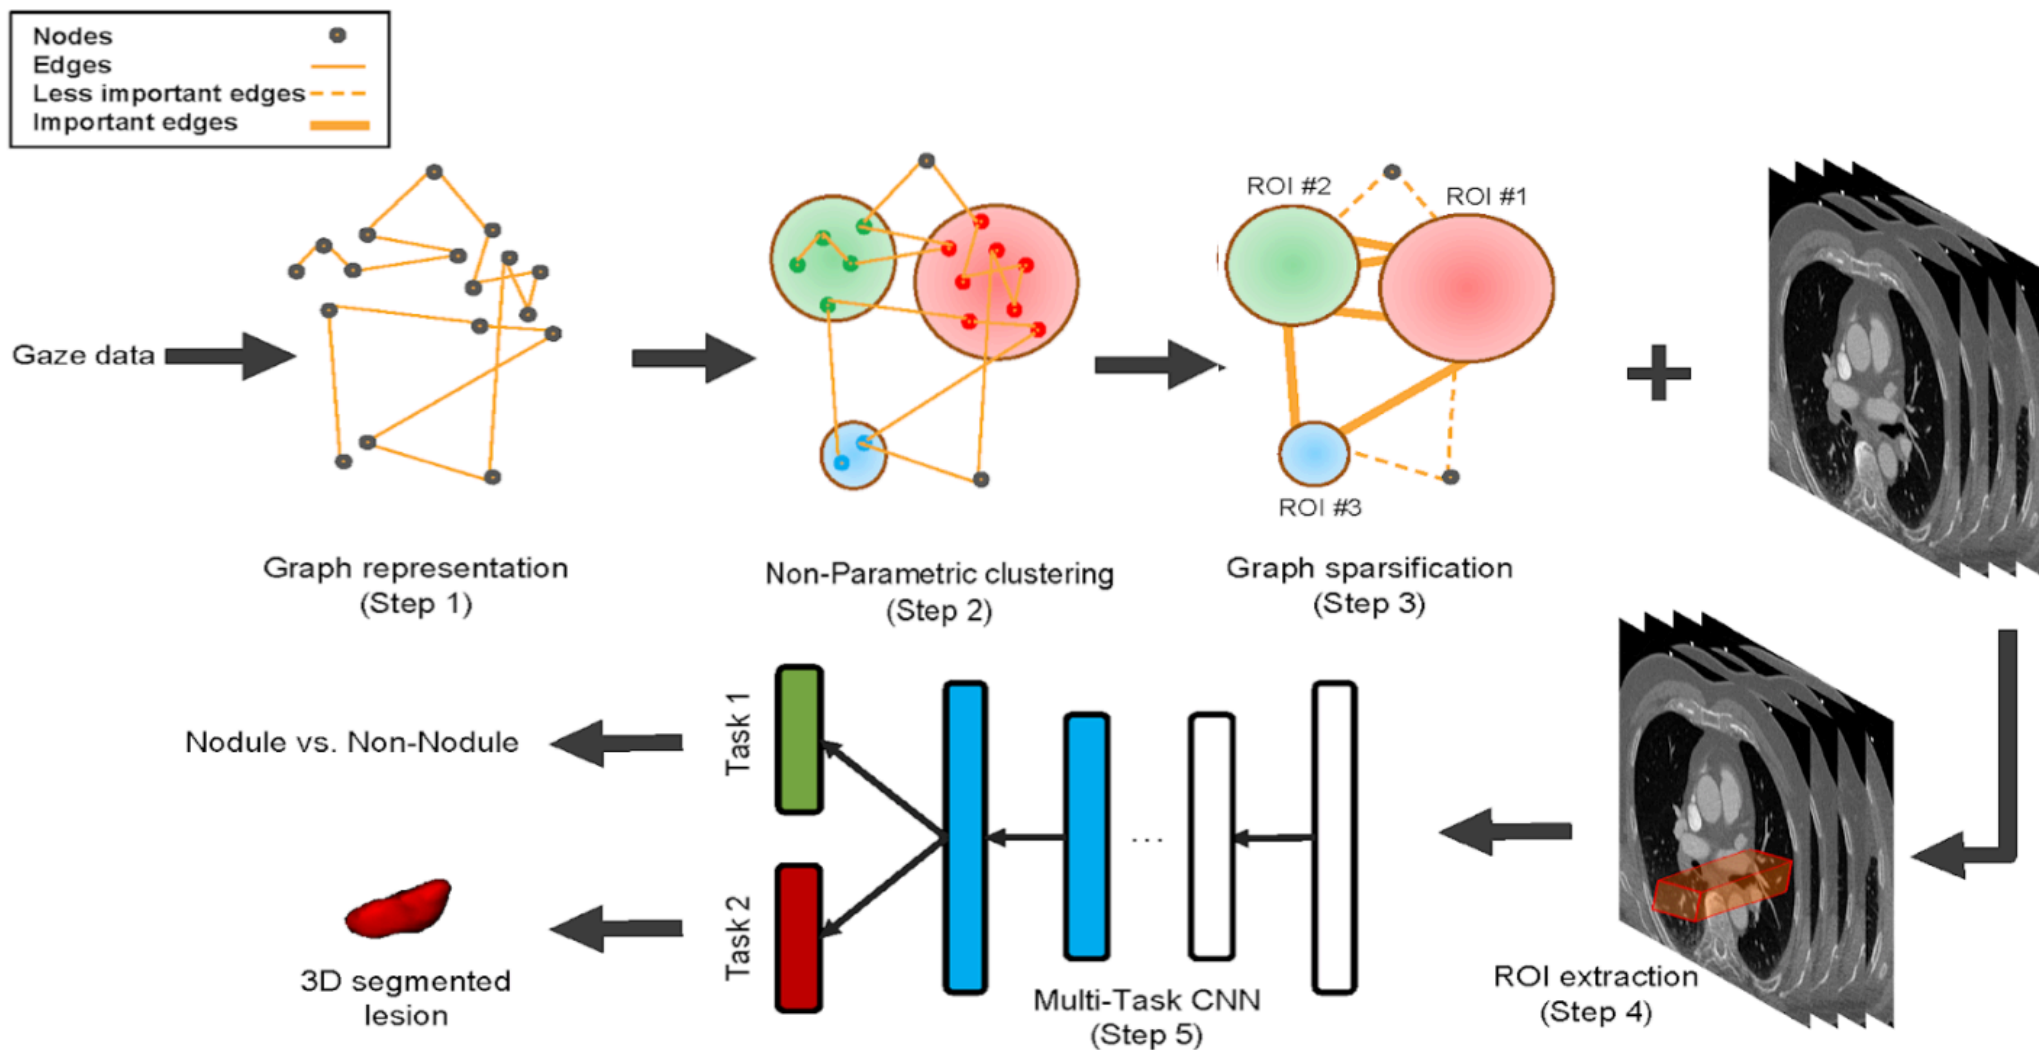 Nodes
Edges
Less important edges
Important edges
Gaze data
ROI #2
ROI #1
ROI #3
Graph representation
(Step 1)
Non-Parametric clustering
(Step 2)
Graph sparsification
(Step 3)
Nodule vs. Non-Nodule
Task 1
Task 2
...
3D segmented
lesion
Multi-Task CNN
(Step 5)
ROI extraction
(Step 4)